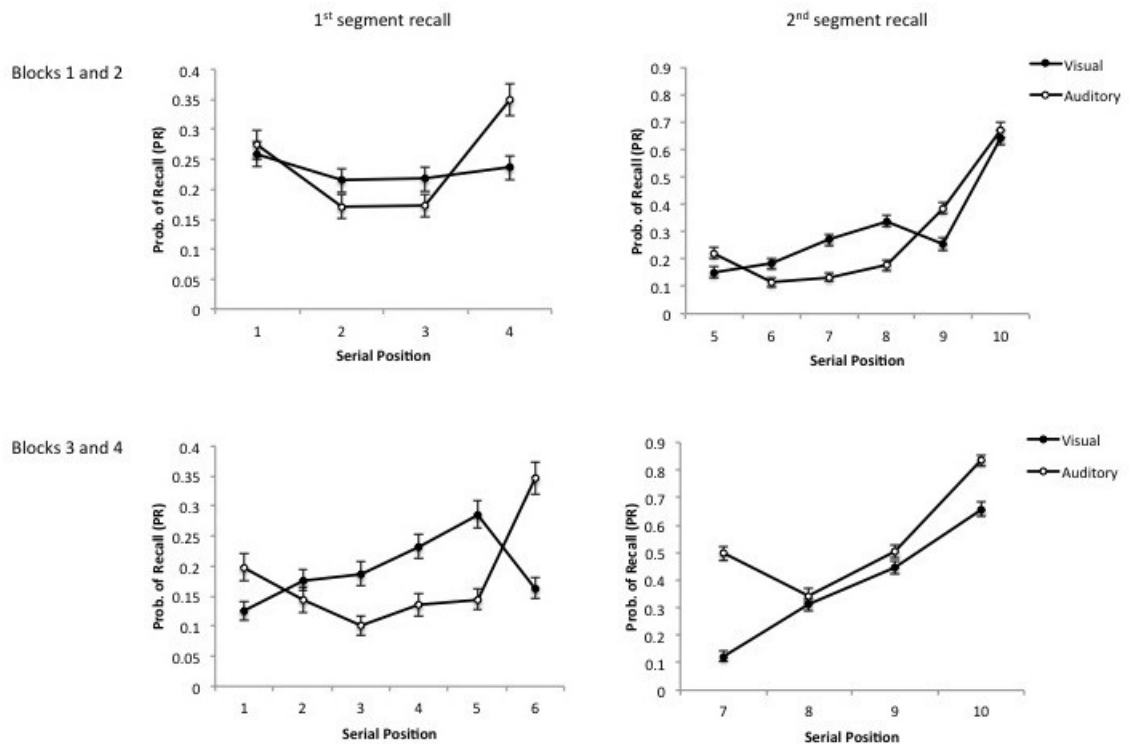 1st segment recall
2nd segment recall
Blocks 1 and 2
Prob. of Recall (PR)
0.4
0.35
0.3
0.25
0.2
0.15
0.1
0.05
0
1 2 3 4
Serial Position
Prob. of Recall (PR)
0.9
0.8
0.7
0.6
0.5
0.4
0.3
0.2
0.1
0
5 6 7 8 9 10
Serial Position
Visual
Auditory
Blocks 3 and 4
Prob. of Recall (PR)
0.4
0.35
0.3
0.25
0.2
0.15
0.1
0.05
0
1 2 3 4 5 6
Serial Position
Prob. of Recall (PR)
0.9
0.8
0.7
0.6
0.5
0.4
0.3
0.2
0.1
0
7 8 9 10
Serial Position
Visual
Auditory